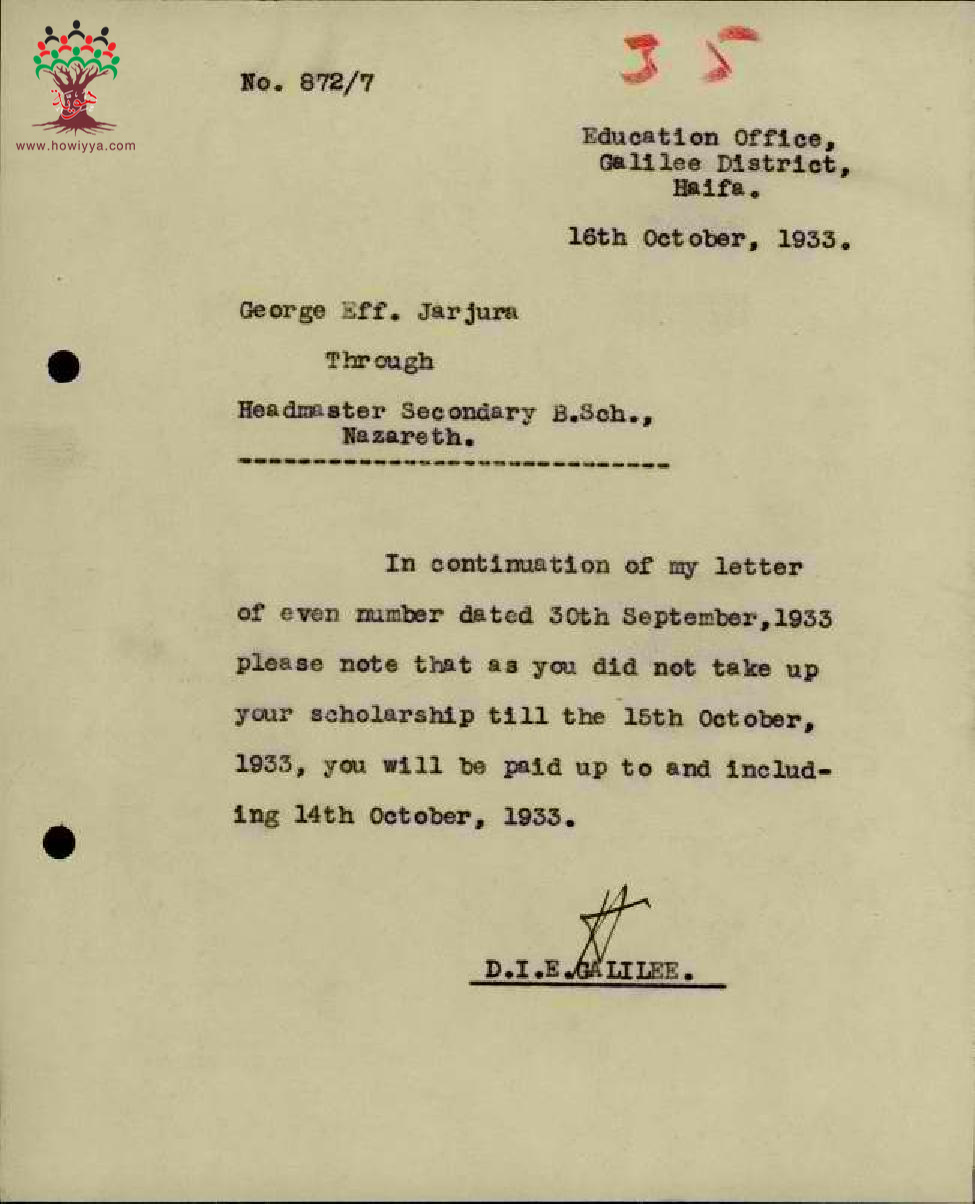 www.howiyya.com
35
No. 872/7
Education Office,
Galilee District,
Haifa.
16th October, 1933.
George Eff. Jarjura
Through
Headmaster Secondary B.Sch.,
Nazareth.
In continuation of my letter
of even number dated 30th September,1933
please note that as you did not take up
your scholarship till the 15th October,
1933, you will be paid up to and includ-
ing 14th October, 1933.
D.I.E.GALILEE.